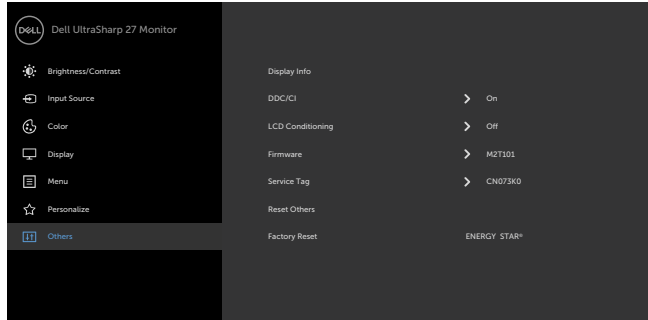 DELL Dell UltraSharp 27 Monitor
Brightness/Contrast Display Info
Input Source DDC/CI On
Color LCD Conditioning Off
Display Firmware M2T101
Menu Service Tag CN073K0
Personalize Reset Others
Others Factory Reset ENERGY STAR®